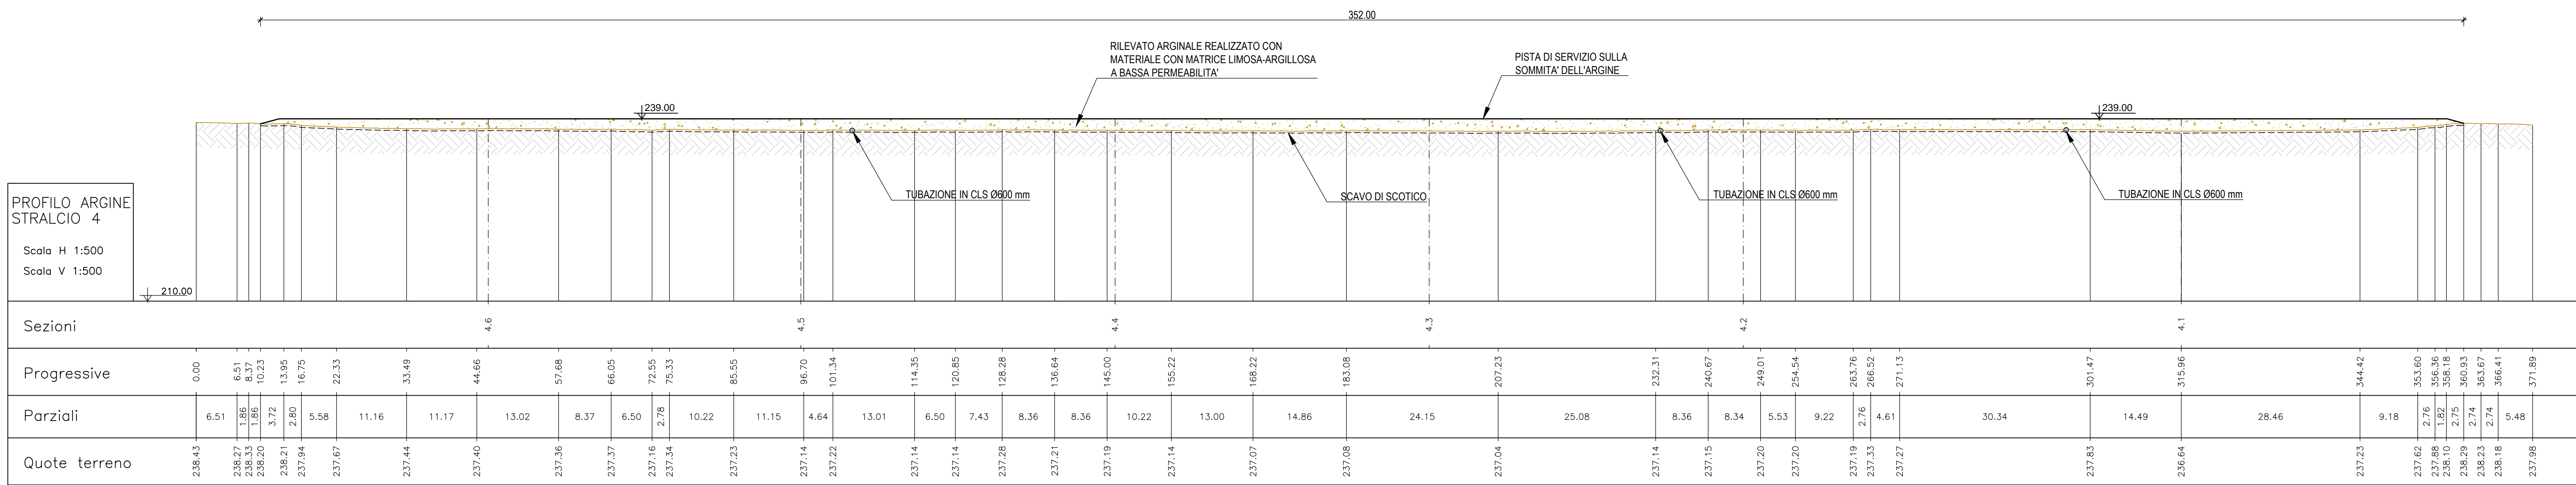 352.00
RILEVATO ARGINALE REALIZZATO CON
MATERIALE CON MATRICE LIMOSA-ARGILLOSA
A BASSA PERMEABILITA'
PISTA DI SERVIZIO SULLA
SOMMITA' DELL'ARGINE
239.00
239.00
TUBAZIONE IN CLS Ø600 mm
SCAVO DI SCOTICO
TUBAZIONE IN CLS Ø600 mm
TUBAZIONE IN CLS Ø600 mm
PROFILO ARGINE
STRALCIO 4
Scala H 1:500
Scala V 1:500
210.00
Sezioni 4.6 4.5 4.4 4.3 4.2 4.1
Progressive 0.00 6.51 8.37 10.23 13.95 16.75 22.33 33.49 44.66 57.68 66.05 72.55 75.33 85.55 96.70 101.34 114.35 120.85 128.28 136.64 145.00 155.22 168.22 183.08 207.23 232.31 240.67 249.01 254.54 263.76 266.52 271.13 301.47 315.96 344.42 353.60 356.36 358.18 360.93 363.67 366.41 371.89
Parziali 6.51 1.86 1.86 3.72 2.80 5.58 11.16 11.17 13.02 8.37 6.50 2.78 10.22 11.15 4.64 13.01 6.50 7.43 8.36 8.36 10.22 13.00 14.86 24.15 25.08 8.36 8.34 5.53 9.22 2.76 4.61 30.34 14.49 28.46 9.18 2.76 1.82 2.75 2.74 2.74 5.48
Quote terreno 238.43 238.27 238.33 238.20 238.21 237.94 237.67 237.44 237.40 237.36 237.37 237.16 237.34 237.23 237.14 237.22 237.14 237.14 237.28 237.21 237.19 237.14 237.07 237.08 237.04 237.14 237.15 237.20 237.20 237.19 237.33 237.27 237.83 236.64 237.23 237.62 237.88 238.10 238.29 238.23 238.18 237.98